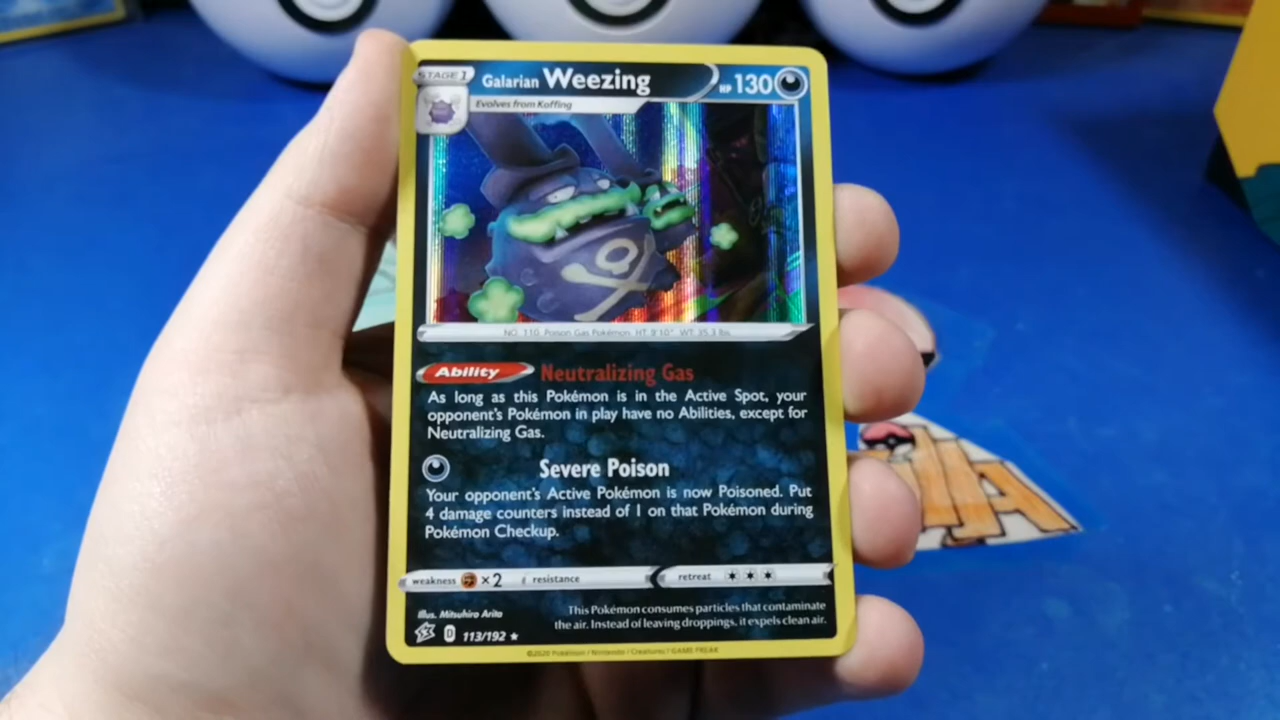 STAGE 1
Galarian Weezing
HP 130
Evolves from Koffing
NO. 110 Poison Gas Pokémon HT: 9'10" WT: 35.3 lbs.
Ability Neutralizing Gas
As long as this Pokémon is in the Active Spot, your
opponent's Pokémon in play have no Abilities, except for
Neutralizing Gas.
Severe Poison
Your opponent's Active Pokémon is now Poisoned. Put
4 damage counters instead of 1 on that Pokémon during
Pokémon Checkup.
weakness ×2 resistance retreat
Illus. Mitsuhiro Arita
This Pokémon consumes particles that contaminate
the air. Instead of leaving droppings, it expels clean air.
D 113/192
©2020 Pokémon / Nintendo / Creatures / GAME FREAK